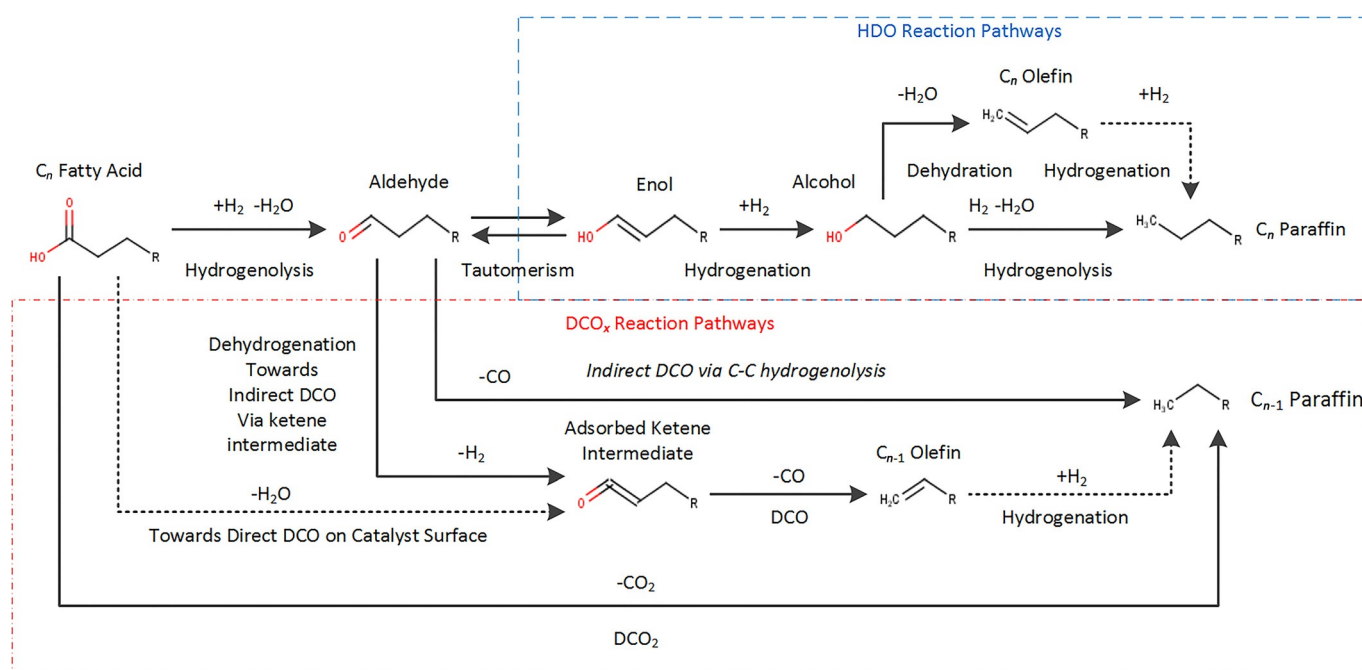 HDO Reaction Pathways
Cₙ Olefin
-H₂O
+H₂
H₂C
R
Dehydration
Hydrogenation
Cₙ Fatty Acid
Aldehyde
Enol
Alcohol
O
HO
R
+H₂ -H₂O
Hydrogenolysis
O
R
Tautomerism
HO
R
+H₂
Hydrogenation
HO
R
H₂ -H₂O
Hydrogenolysis
H₃C
R
Cₙ Paraffin
DCOₓ Reaction Pathways
Dehydrogenation
Towards
Indirect DCO
Via ketene
intermediate
-CO
Indirect DCO via C-C hydrogenolysis
H₃C
R
Cₙ₋₁ Paraffin
Adsorbed Ketene
Intermediate
-H₂
O
R
-CO
DCO
Cₙ₋₁ Olefin
H₂C
R
+H₂
Hydrogenation
-H₂O
Towards Direct DCO on Catalyst Surface
-CO₂
DCO₂